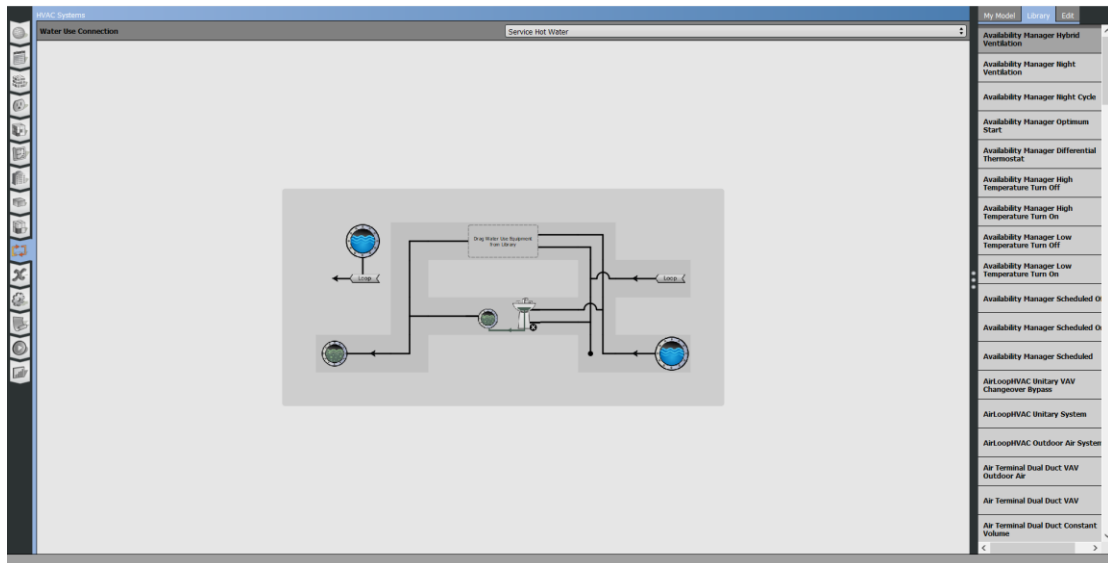 HVAC Systems
Water Use Connection
Service Hot Water
Drag Water Use Equipment
from Library
Loop
Loop
My Model
Library
Edit
Availability Manager Hybrid
Ventilation
Availability Manager Night
Ventilation
Availability Manager Night Cycle
Availability Manager Optimum
Start
Availability Manager Differential
Thermostat
Availability Manager High
Temperature Turn Off
Availability Manager High
Temperature Turn On
Availability Manager Low
Temperature Turn Off
Availability Manager Low
Temperature Turn On
Availability Manager Scheduled O
Availability Manager Scheduled O
Availability Manager Scheduled
AirLoopHVAC Unitary VAV
Changeover Bypass
AirLoopHVAC Unitary System
AirLoopHVAC Outdoor Air System
Air Terminal Dual Duct VAV
Outdoor Air
Air Terminal Dual Duct VAV
Air Terminal Dual Duct Constant
Volume